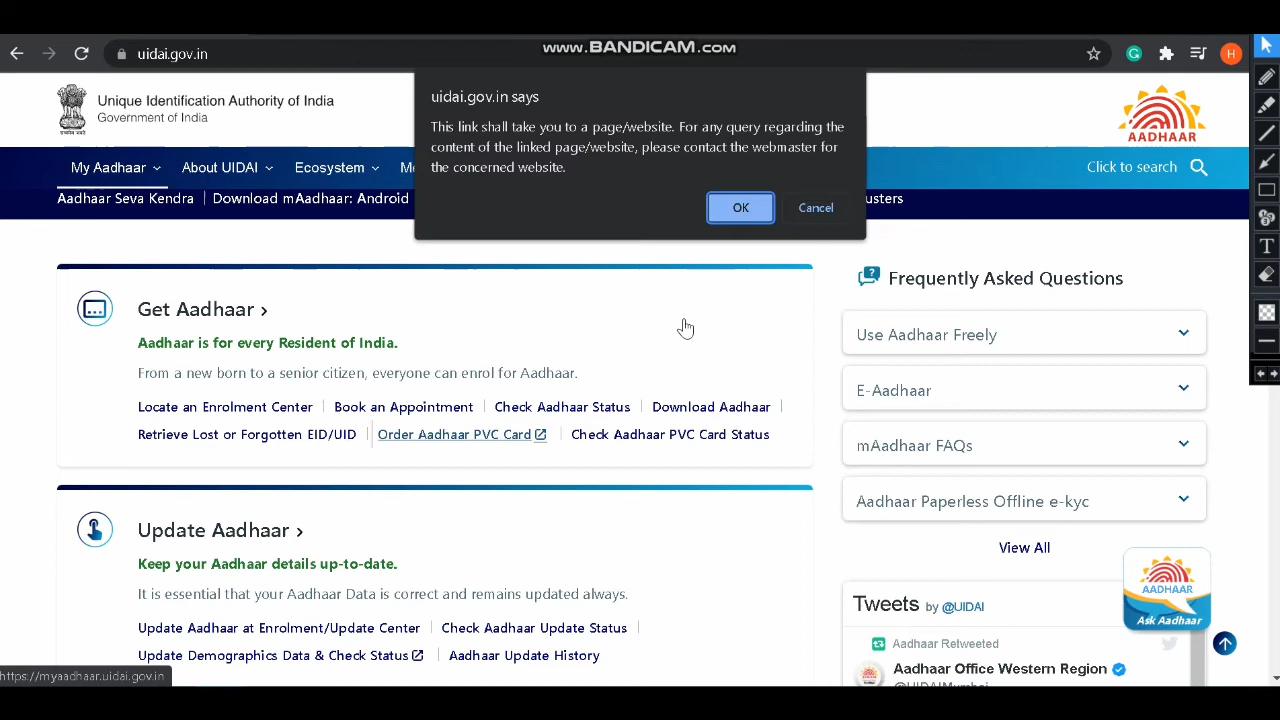 www.BANDICAM.com
uidai.gov.in
H
Unique Identification Authority of India
Government of India
uidai.gov.in says
This link shall take you to a page/website. For any query regarding the
content of the linked page/website, please contact the webmaster for
the concerned website.
OK Cancel
AADHAAR
My Aadhaar About UIDAI Ecosystem Click to search
Aadhaar Seva Kendra Download mAadhaar: Android
Get Aadhaar ›
Aadhaar is for every Resident of India.
From a new born to a senior citizen, everyone can enrol for Aadhaar.
Locate an Enrolment Center Book an Appointment Check Aadhaar Status Download Aadhaar
Retrieve Lost or Forgotten EID/UID Order Aadhaar PVC Card Check Aadhaar PVC Card Status
Update Aadhaar ›
Keep your Aadhaar details up-to-date.
It is essential that your Aadhaar Data is correct and remains updated always.
Update Aadhaar at Enrolment/Update Center Check Aadhaar Update Status
Update Demographics Data & Check Status Aadhaar Update History
https://myaadhaar.uidai.gov.in
Frequently Asked Questions
Use Aadhaar Freely
E-Aadhaar
mAadhaar FAQs
Aadhaar Paperless Offline e-kyc
View All
AADHAAR
Ask Aadhaar
Tweets by @UIDAI
Aadhaar Retweeted
Aadhaar Office Western Region
T